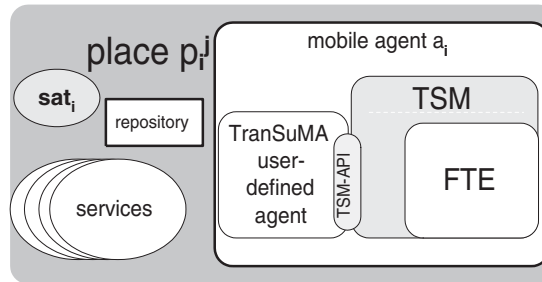 place pᵢʲ
mobile agent aᵢ
satᵢ
repository
services
TranSuMA
user-
defined
agent
TSM-API
TSM
FTE